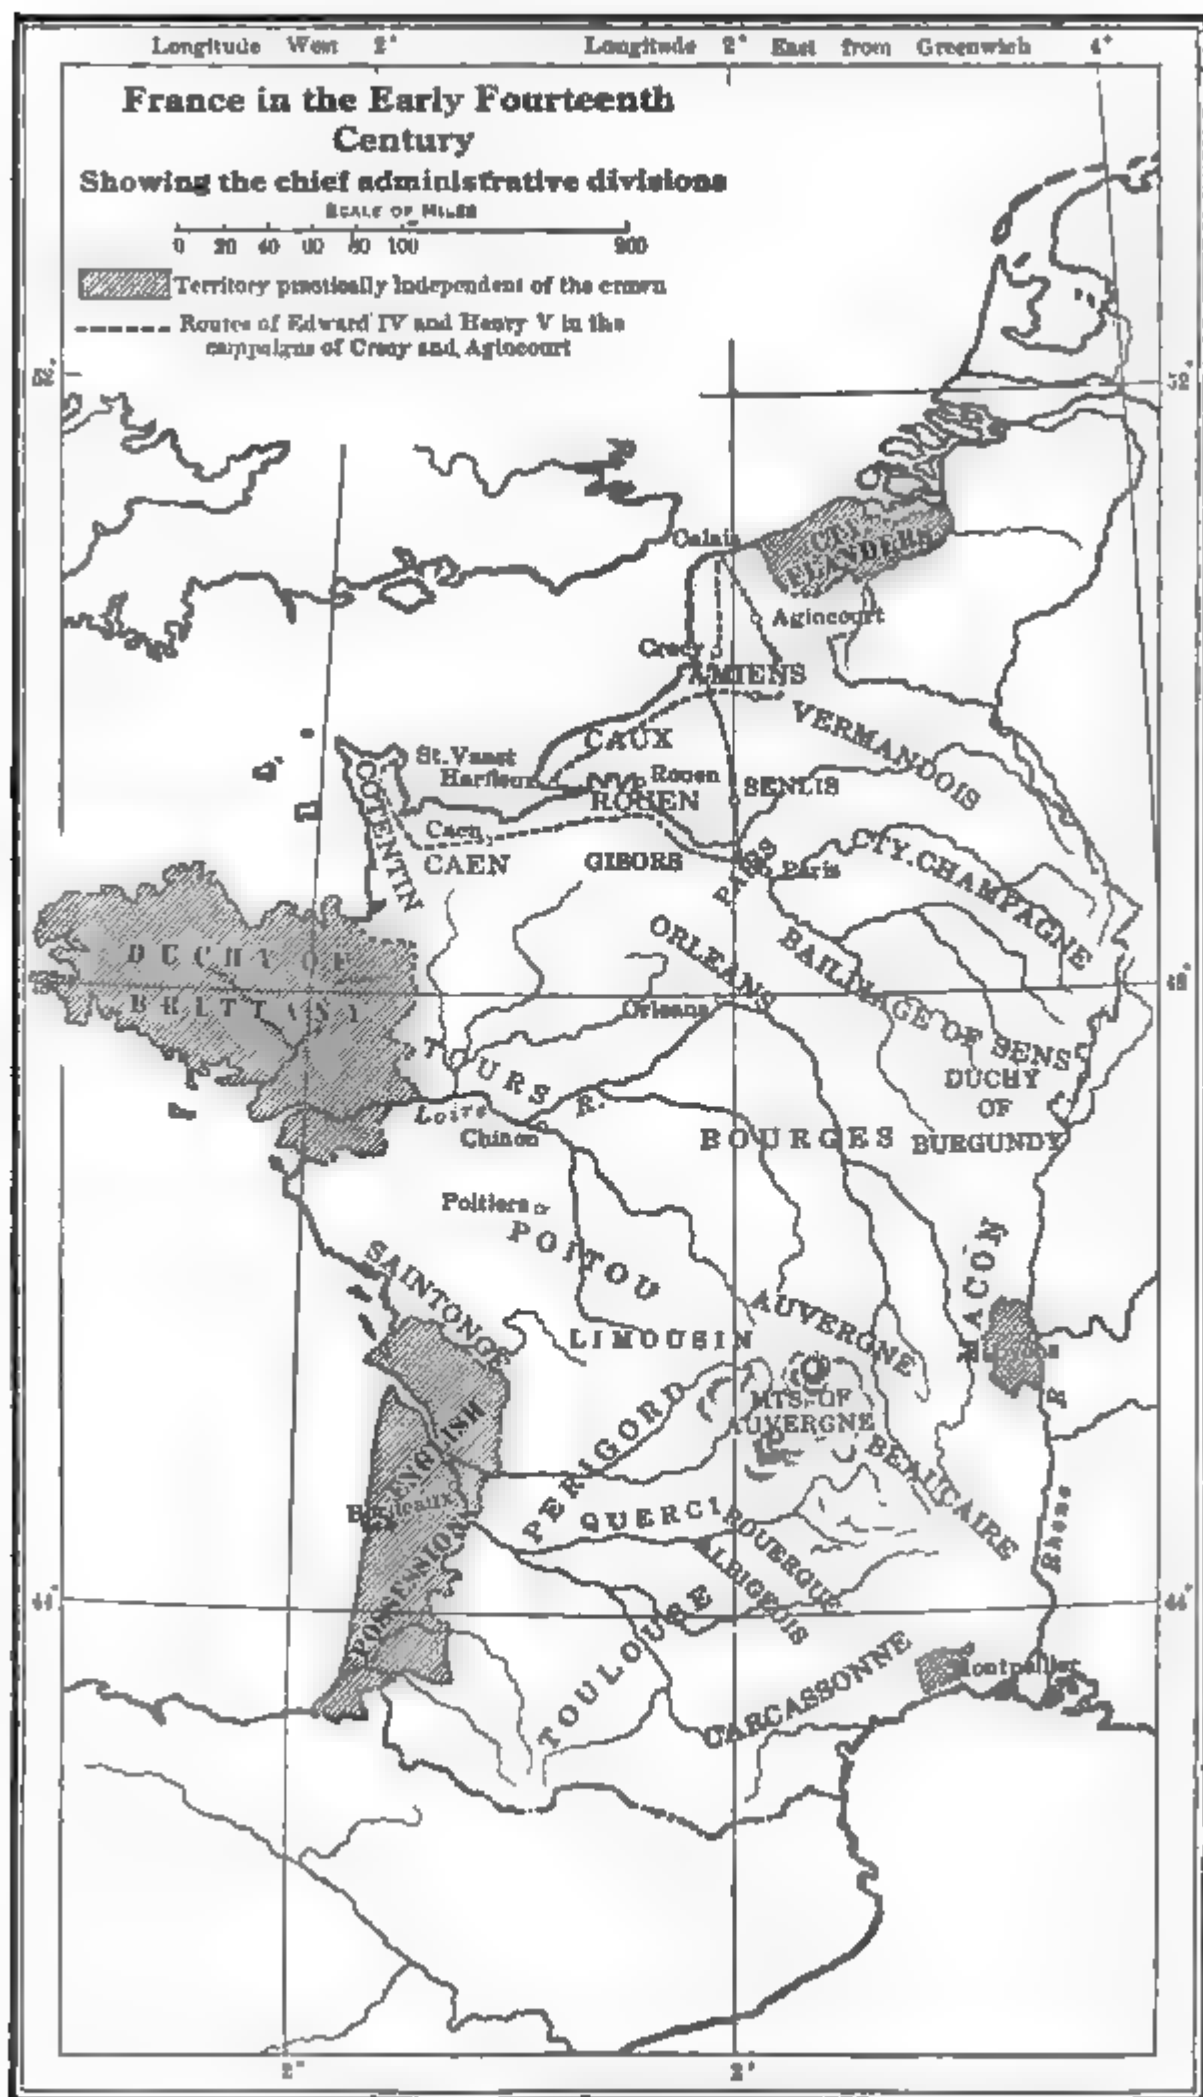 Longitude West 2° Longitude 2° East from Greenwich 4°
France in the Early Fourteenth
Century
Showing the chief administrative divisions
SCALE OF MILES
0 20 40 60 80 100 200
Territory practically independent of the crown
Routes of Edward IV and Henry V in the
campaigns of Crecy and Agincourt
52° 52°
Calais
CTY. FLANDERS
Agincourt
Crecy
AMIENS
VERMANDOIS
CAUX
St. Vaast
Harfleur
Rouen
ROUEN
SENLIS
COTENTIN
Caen
CAEN
GISORS
PARIS
Paris
CTY. CHAMPAGNE
DUCHY OF
BRITTANY
ORLEANS
Orleans
BAILLIAGE OF SENS
48°
TOURS
Loire R.
Chinon
DUCHY
OF
BURGUNDY
BOURGES
Poitiers
POITOU
SAINTONGE
MACON
AUVERGNE
LIMOUSIN
MTS. OF
AUVERGNE
ENGLISH
POSSESSION
Bordeaux
PERIGORD
BEAUCAIRE
QUERCI
ROUERGUE
ALBIGEOIS
Rhone R
44° 44°
TOULOUSE
CARCASSONNE
Montpellier
2° 2°